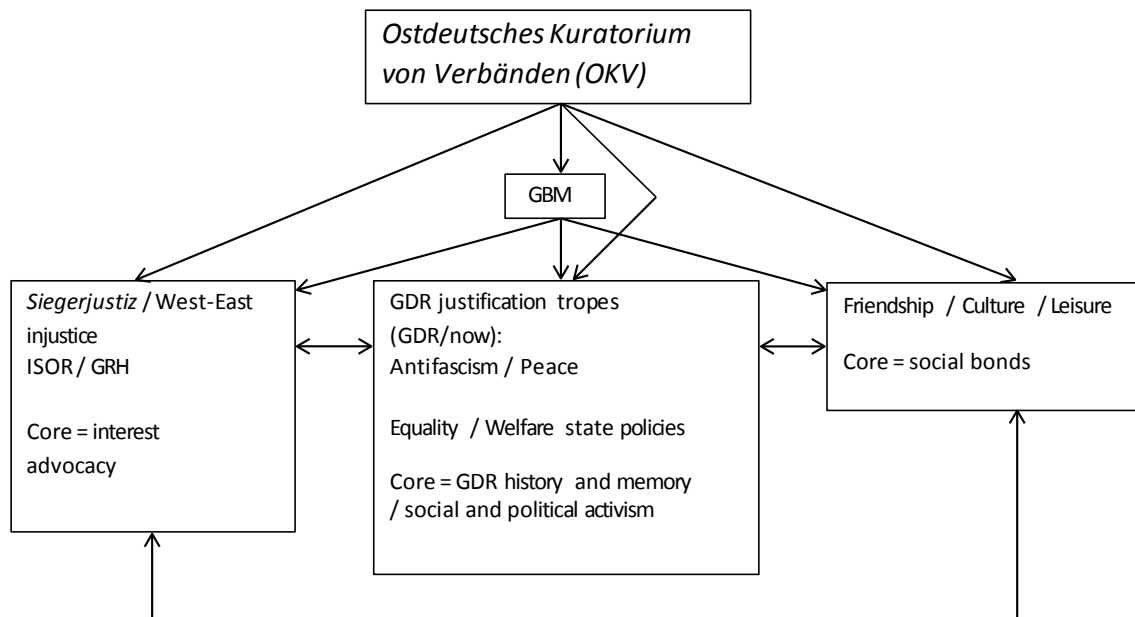 Ostdeutsches Kuratorium
von Verbänden (OKV)
GBM
Siegerjustiz / West-East
injustice
ISOR / GRH
Core = interest
advocacy
GDR justification tropes
(GDR/now):
Antifascism / Peace
Equality / Welfare state policies
Core = GDR history and memory
/ social and political activism
Friendship / Culture / Leisure
Core = social bonds